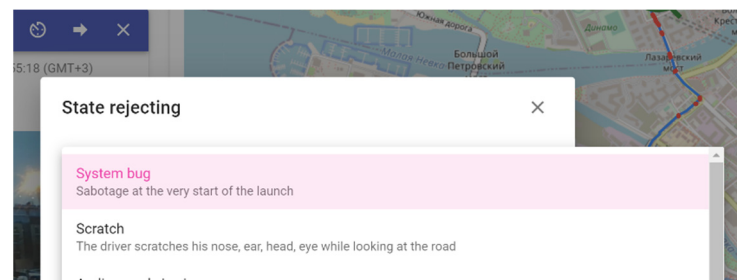 Южная дорога
Динамо
Малая Невка
Большой
Петровский
Лазаревский
мост
55:18 (GMT+3)
State rejecting
System bug
Sabotage at the very start of the launch
Scratch
The driver scratches his nose, ear, head, eye while looking at the road